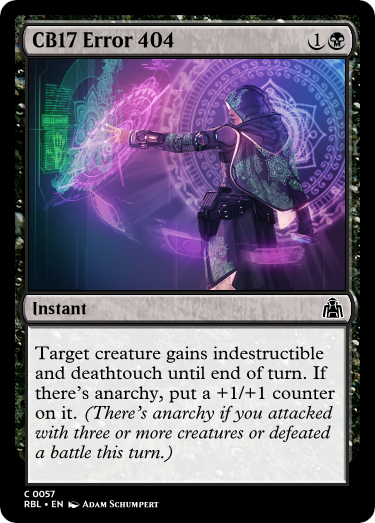 CB17 Error 404
1
Instant
Target creature gains indestructible
and deathtouch until end of turn. If
there's anarchy, put a +1/+1 counter
on it. (There's anarchy if you attacked
with three or more creatures or defeated
a battle this turn.)
C 0057
RBL • EN Adam Schumpert